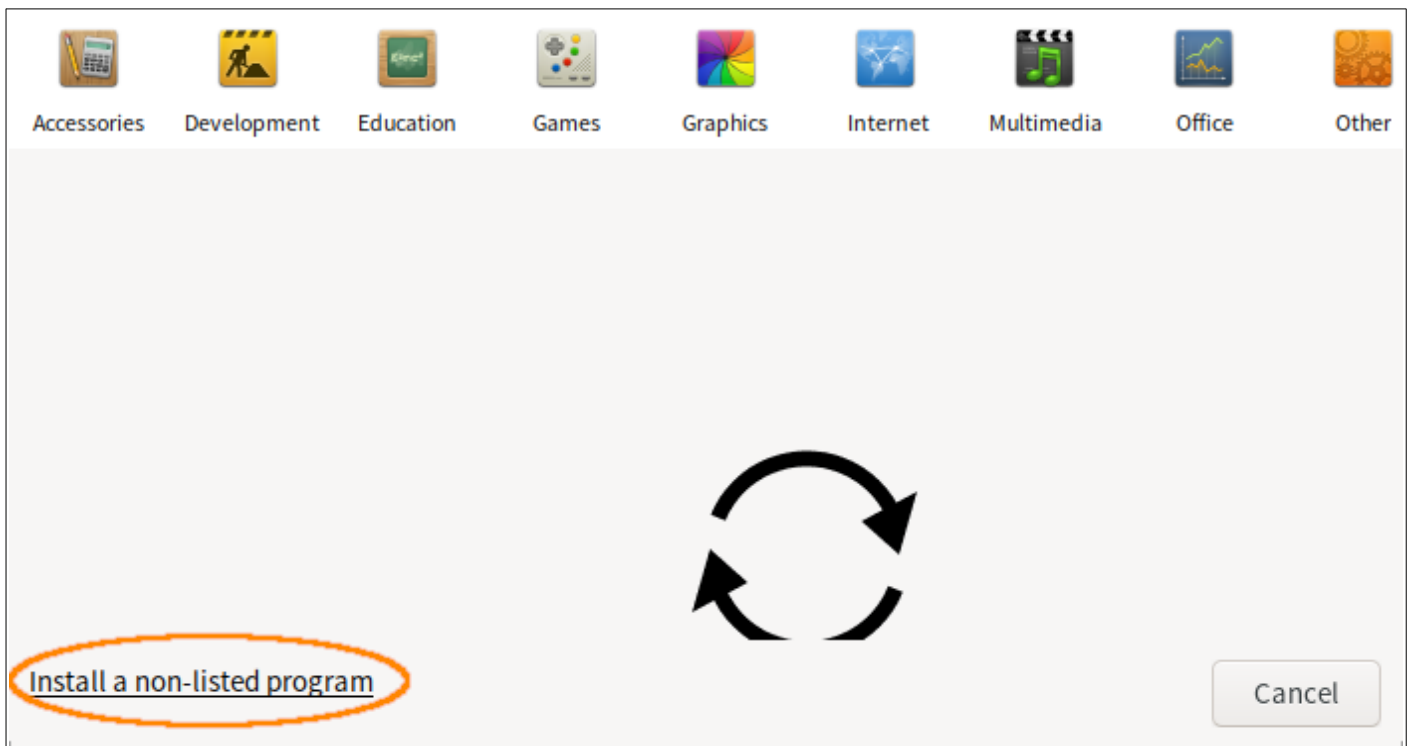 Accessories Development Education Games Graphics Internet Multimedia Office Other
Install a non-listed program
Cancel